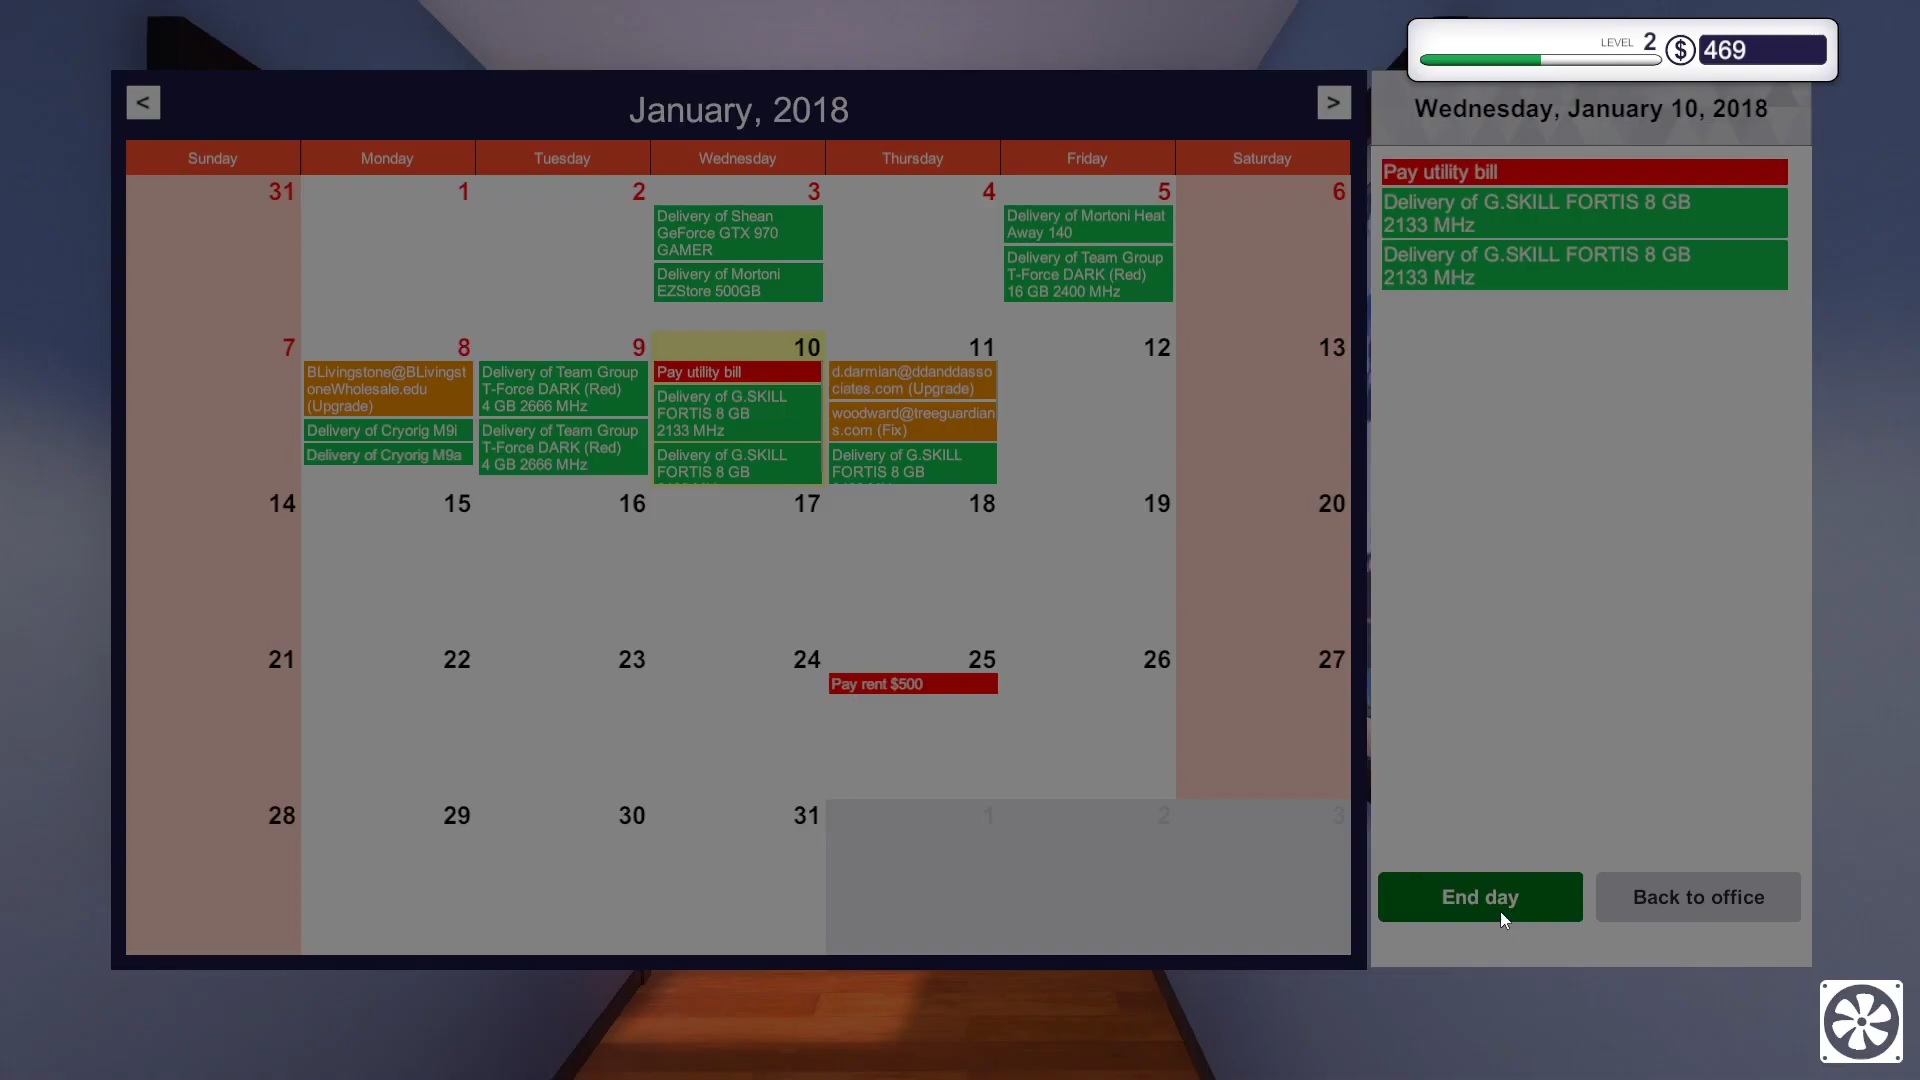 LEVEL 2 $ 469
< January, 2018 >
Wednesday, January 10, 2018
Sunday Monday Tuesday Wednesday Thursday Friday Saturday
31 1 2 3 4 5 6
Delivery of Shean
GeForce GTX 970
GAMER
Delivery of Mortoni
EZStore 500GB
Delivery of Mortoni Heat
Away 140
Delivery of Team Group
T-Force DARK (Red)
16 GB 2400 MHz
7 8 9 10 11 12 13
BLivingstone@BLivingst
oneWholesale.edu
(Upgrade)
Delivery of Cryorig M9i
Delivery of Cryorig M9a
Delivery of Team Group
T-Force DARK (Red)
4 GB 2666 MHz
Delivery of Team Group
T-Force DARK (Red)
4 GB 2666 MHz
Pay utility bill
Delivery of G.SKILL
FORTIS 8 GB
2133 MHz
Delivery of G.SKILL
FORTIS 8 GB
d.darmian@ddanddasso
ciates.com (Upgrade)
woodward@treeguardian
s.com (Fix)
Delivery of G.SKILL
FORTIS 8 GB
14 15 16 17 18 19 20
21 22 23 24 25 26 27
Pay rent $500
28 29 30 31 1 2 3
Pay utility bill
Delivery of G.SKILL FORTIS 8 GB
2133 MHz
Delivery of G.SKILL FORTIS 8 GB
2133 MHz
End day
Back to office